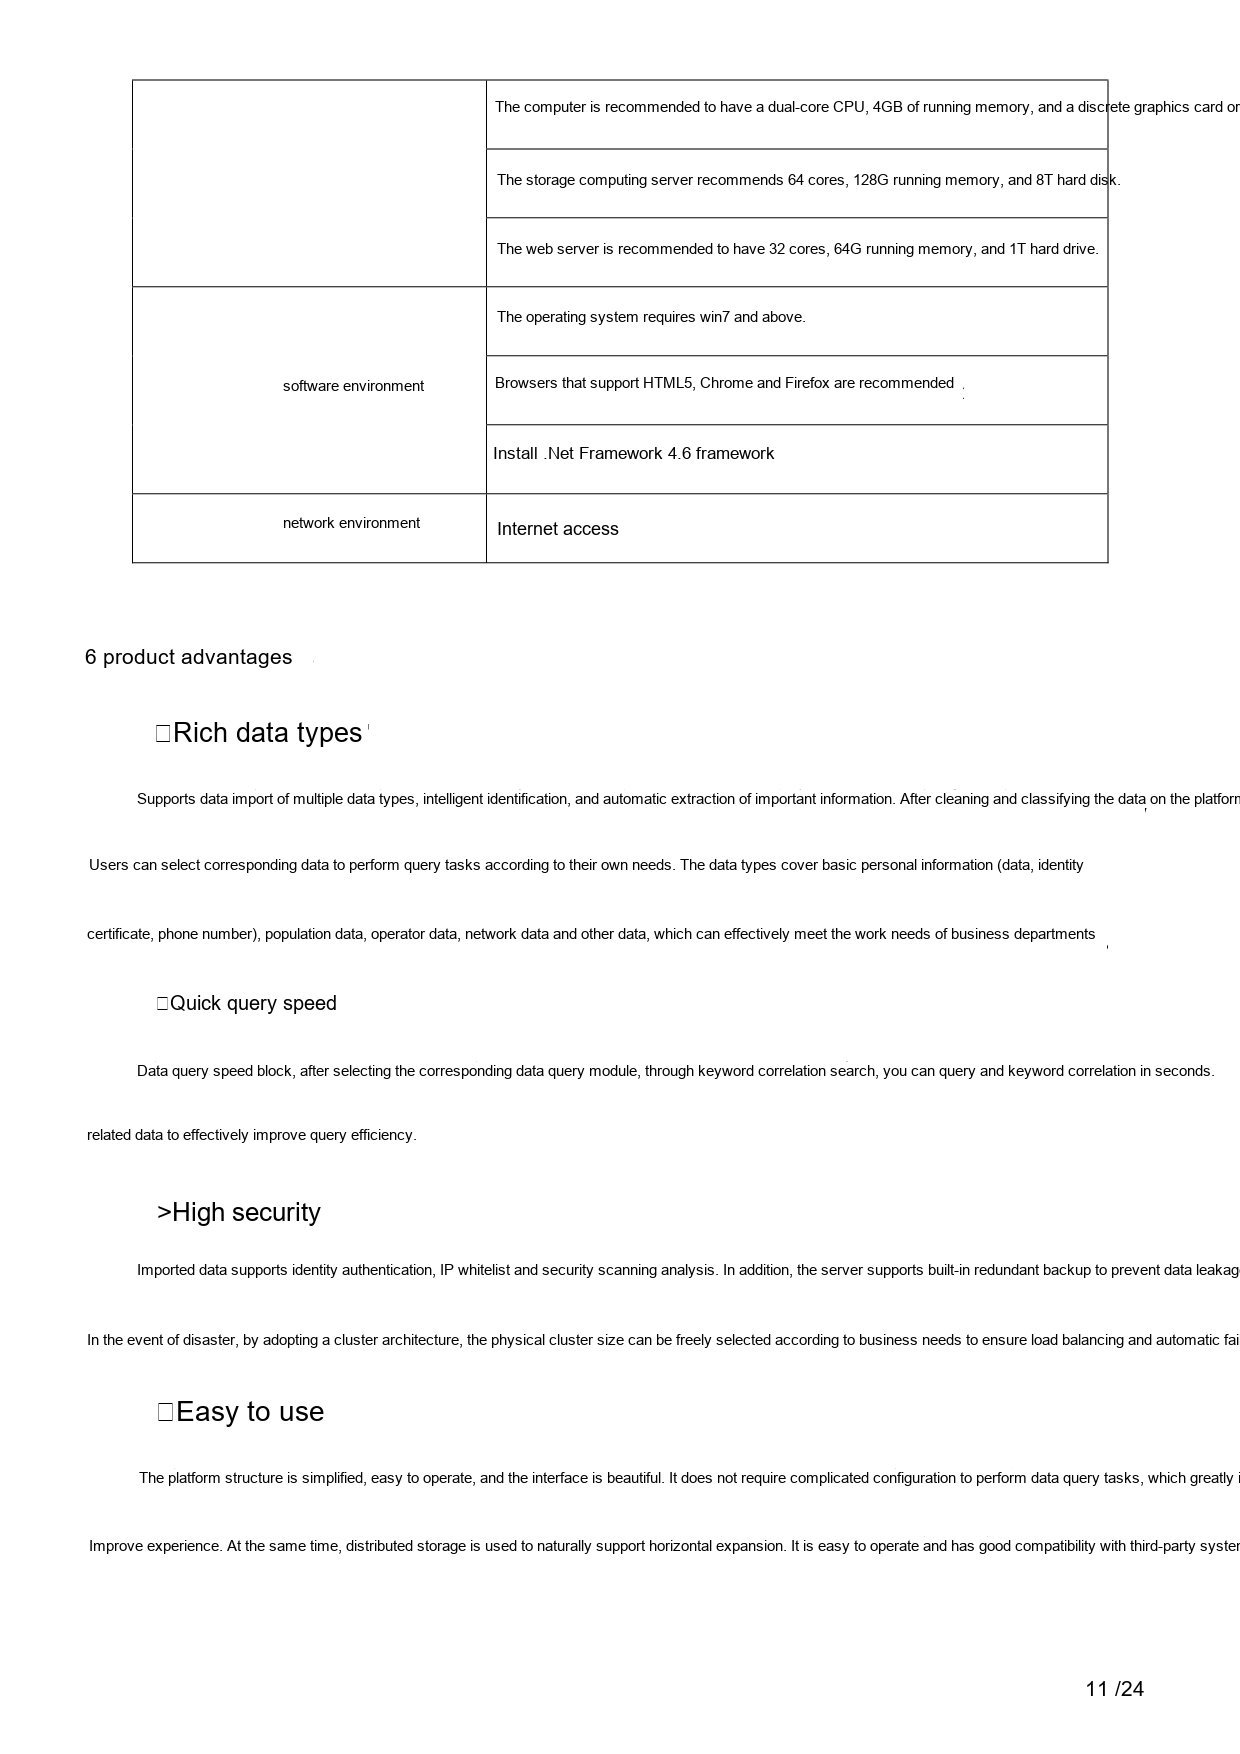 The computer is recommended to have a dual-core CPU, 4GB of running memory, and a discrete graphics card or
The storage computing server recommends 64 cores, 128G running memory, and 8T hard disk.
The web server is recommended to have 32 cores, 64G running memory, and 1T hard drive.
The operating system requires win7 and above.
software environment
Browsers that support HTML5, Chrome and Firefox are recommended
Install .Net Framework 4.6 framework
network environment
Internet access
6 product advantages
□Rich data types
Supports data import of multiple data types, intelligent identification, and automatic extraction of important information. After cleaning and classifying the data on the platform
Users can select corresponding data to perform query tasks according to their own needs. The data types cover basic personal information (data, identity
certificate, phone number), population data, operator data, network data and other data, which can effectively meet the work needs of business departments
□Quick query speed
Data query speed block, after selecting the corresponding data query module, through keyword correlation search, you can query and keyword correlation in seconds.
related data to effectively improve query efficiency.
>High security
Imported data supports identity authentication, IP whitelist and security scanning analysis. In addition, the server supports built-in redundant backup to prevent data leakag
In the event of disaster, by adopting a cluster architecture, the physical cluster size can be freely selected according to business needs to ensure load balancing and automatic fai
□Easy to use
The platform structure is simplified, easy to operate, and the interface is beautiful. It does not require complicated configuration to perform data query tasks, which greatly i
Improve experience. At the same time, distributed storage is used to naturally support horizontal expansion. It is easy to operate and has good compatibility with third-party syste
11 /24